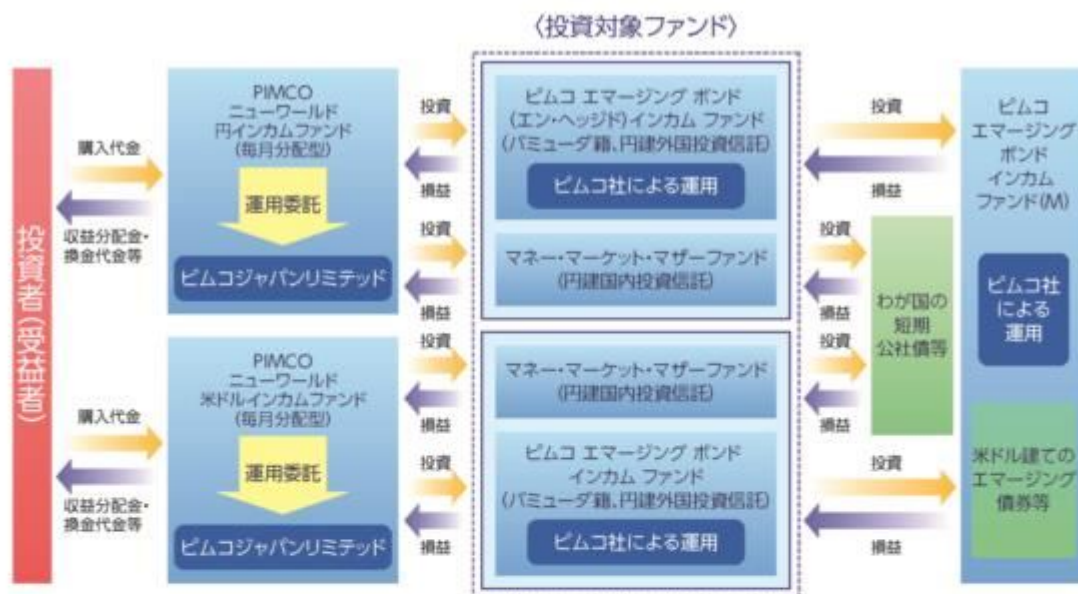 〈投資対象ファンド〉
投資者(受益者)
購入代金
収益分配金・
換金代金等
PIMCO
ニューワールド
円インカムファンド
(毎月分配型)
運用委託
ピムコジャパンリミテッド
投資
損益
投資
損益
ピムコ エマージング ボンド
(エン・ヘッジド)インカム ファンド
(バミューダ籍、円建外国投資信託)
ピムコ社による運用
マネー・マーケット・マザーファンド
(円建国内投資信託)
投資
損益
投資
損益
ピムコ
エマージング
ボンド
インカム
ファンド(M)
ピムコ社
による
運用
わが国の
短期
公社債等
購入代金
収益分配金・
換金代金等
PIMCO
ニューワールド
米ドルインカムファンド
(毎月分配型)
運用委託
ピムコジャパンリミテッド
投資
損益
投資
損益
マネー・マーケット・マザーファンド
(円建国内投資信託)
ピムコ エマージング ボンド
インカム ファンド
(バミューダ籍、円建外国投資信託)
ピムコ社による運用
投資
損益
投資
損益
米ドル建ての
エマージング
債券等